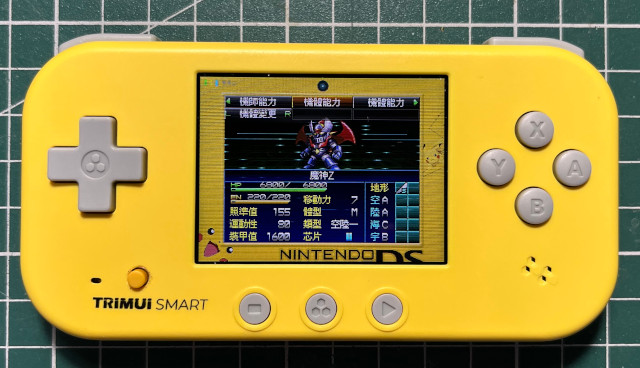 機師能力 機體能力 機體能力
機體變更 R
魔神Z
HP 6800/ 6800
EN 220/220 移動力 7
照準值 155 體型 M
運動性 80 類型 空陸
裝甲值 1600 芯片
地形
空 A
陸 A
海 C
宇 B
NINTENDO DS
X
Y
A
B
TRIMUI SMART